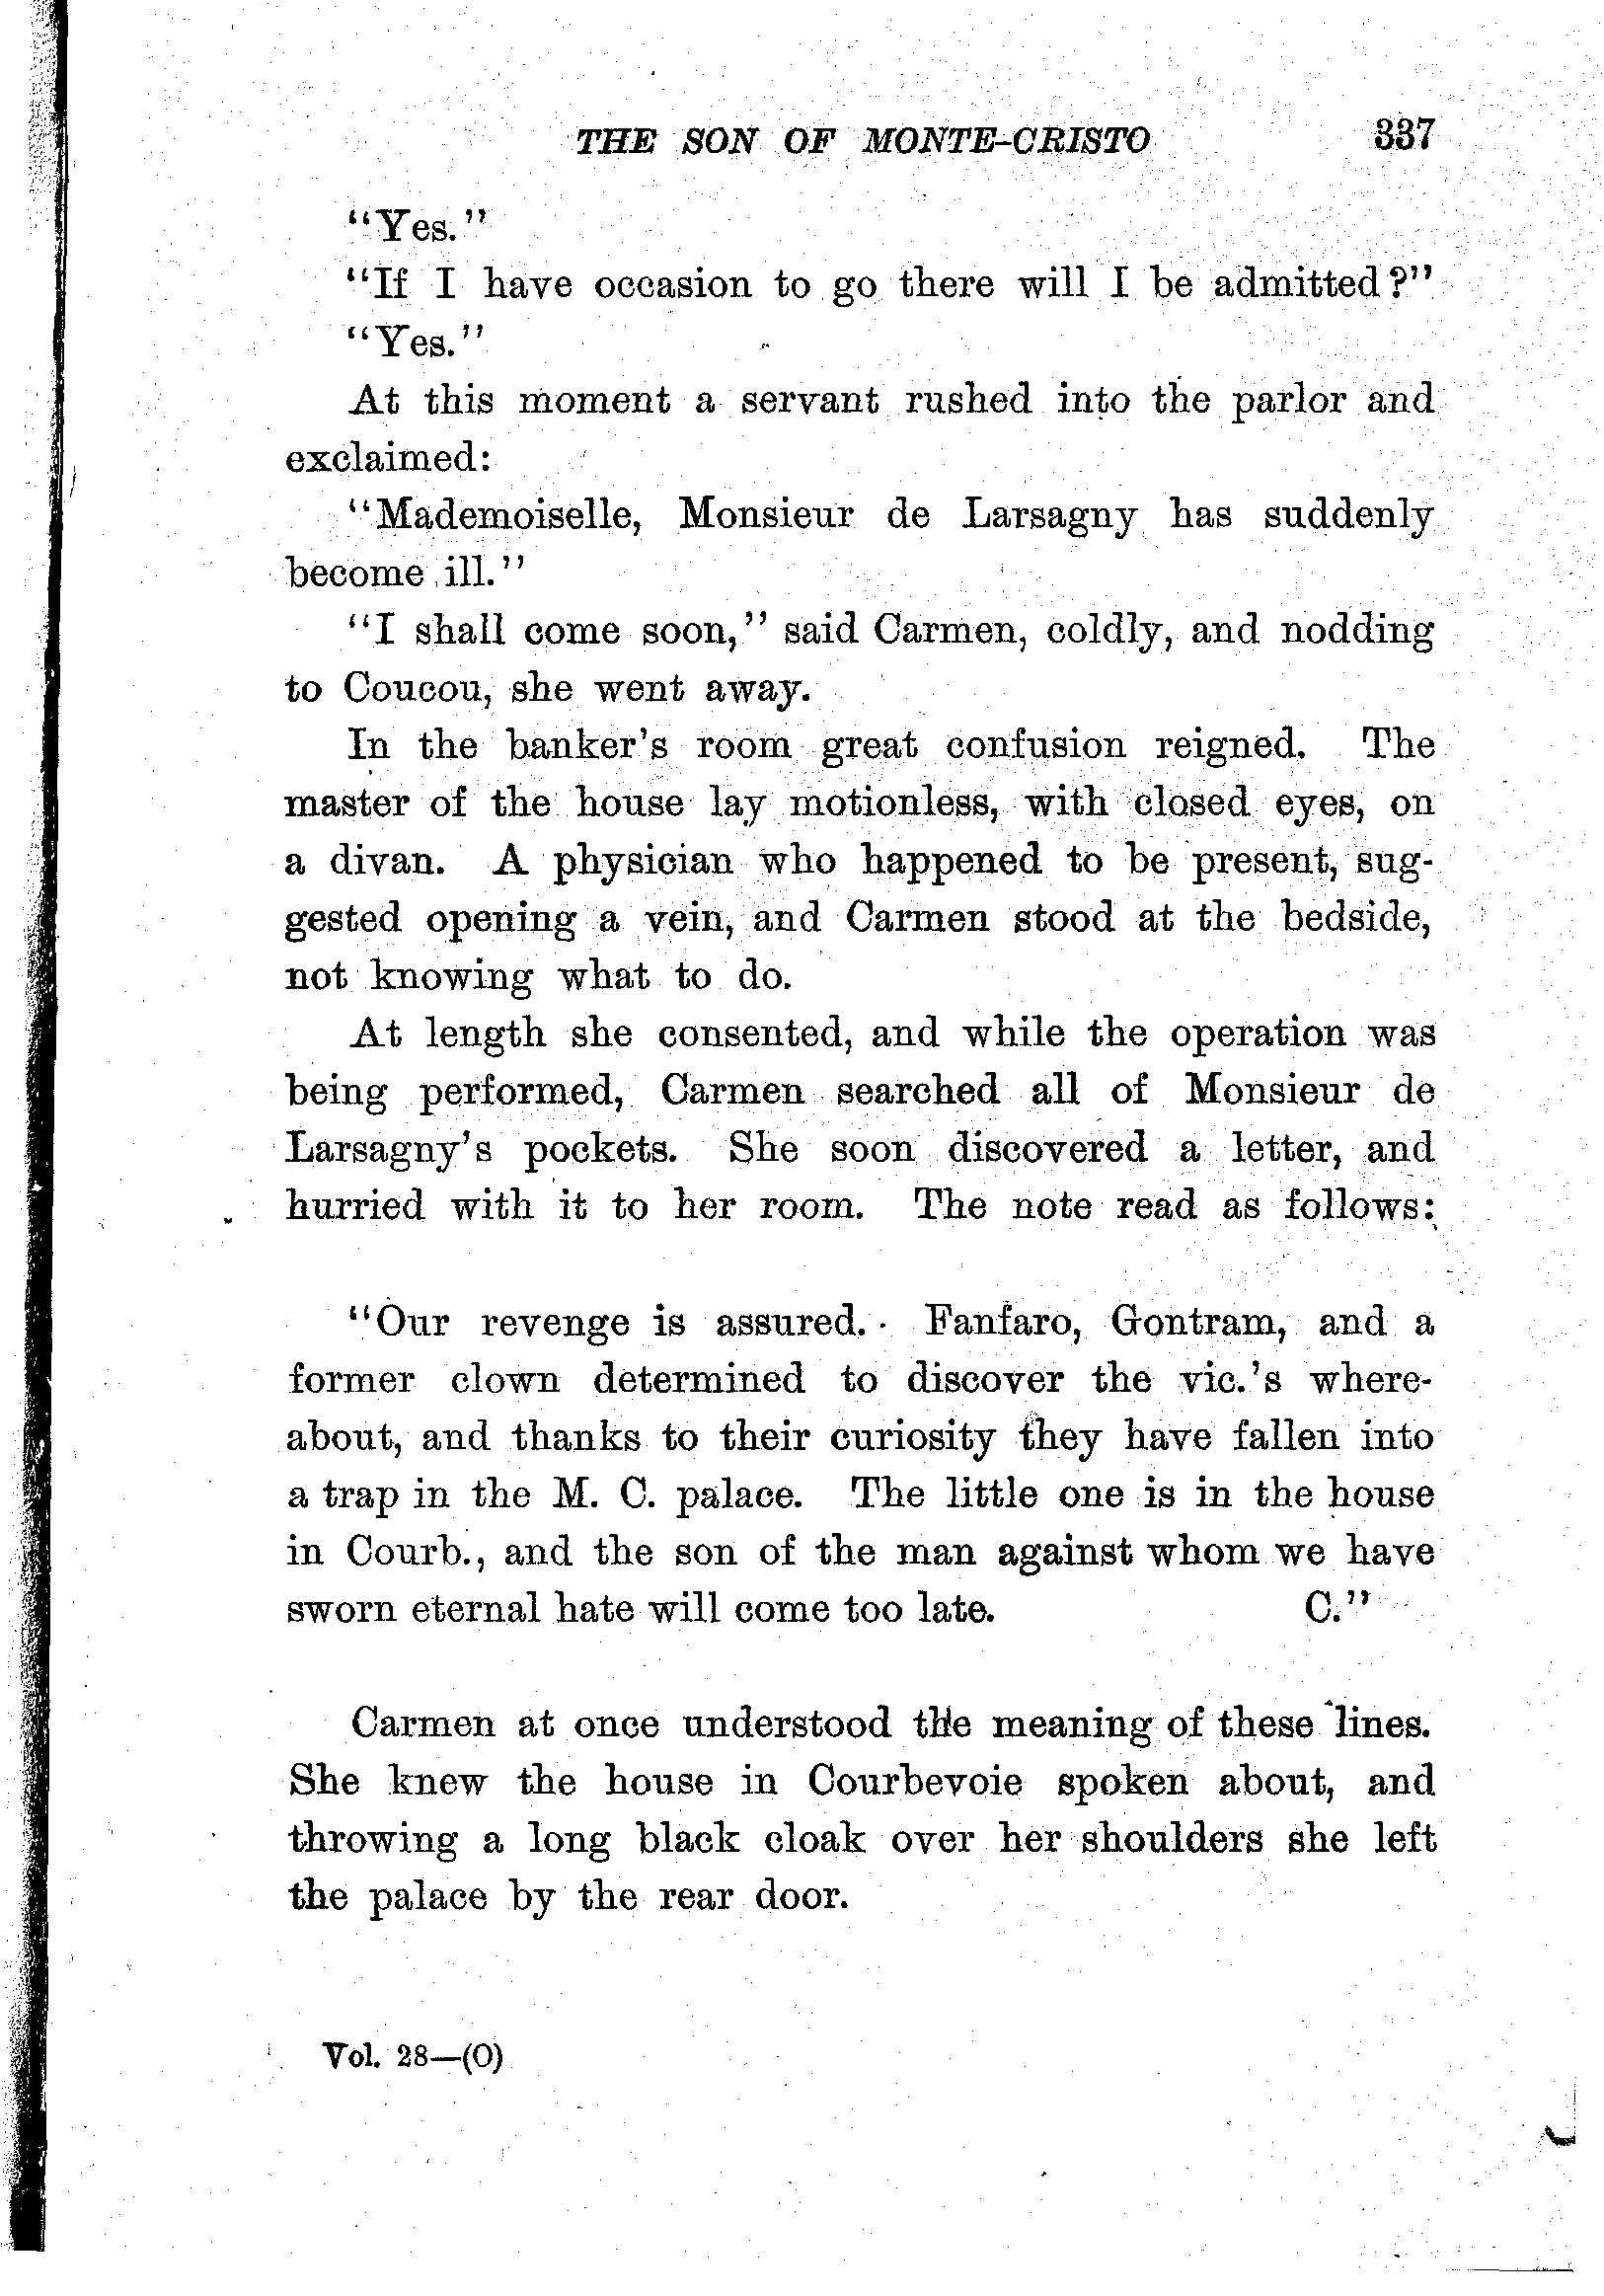 THE SON OF MONTE-CRISTO 337
"Yes."
"If I have occasion to go there will I be admitted?"
"Yes."
At this moment a servant rushed into the parlor and
exclaimed:
"Mademoiselle, Monsieur de Larsagny has suddenly
become ill."
"I shall come soon," said Carmen, coldly, and nodding
to Coucou, she went away.
In the banker's room great confusion reigned. The
master of the house lay motionless, with closed eyes, on
a divan. A physician who happened to be present, sug-
gested opening a vein, and Carmen stood at the bedside,
not knowing what to do.
At length she consented, and while the operation was
being performed, Carmen searched all of Monsieur de
Larsagny's pockets. She soon discovered a letter, and
hurried with it to her room. The note read as follows:
"Our revenge is assured. Fanfaro, Gontram, and a
former clown determined to discover the vic.'s where-
about, and thanks to their curiosity they have fallen into
a trap in the M. C. palace. The little one is in the house
in Courb., and the son of the man against whom we have
sworn eternal hate will come too late. C."
Carmen at once understood the meaning of these lines.
She knew the house in Courbevoie spoken about, and
throwing a long black cloak over her shoulders she left
the palace by the rear door.
Vol. 28—(O)